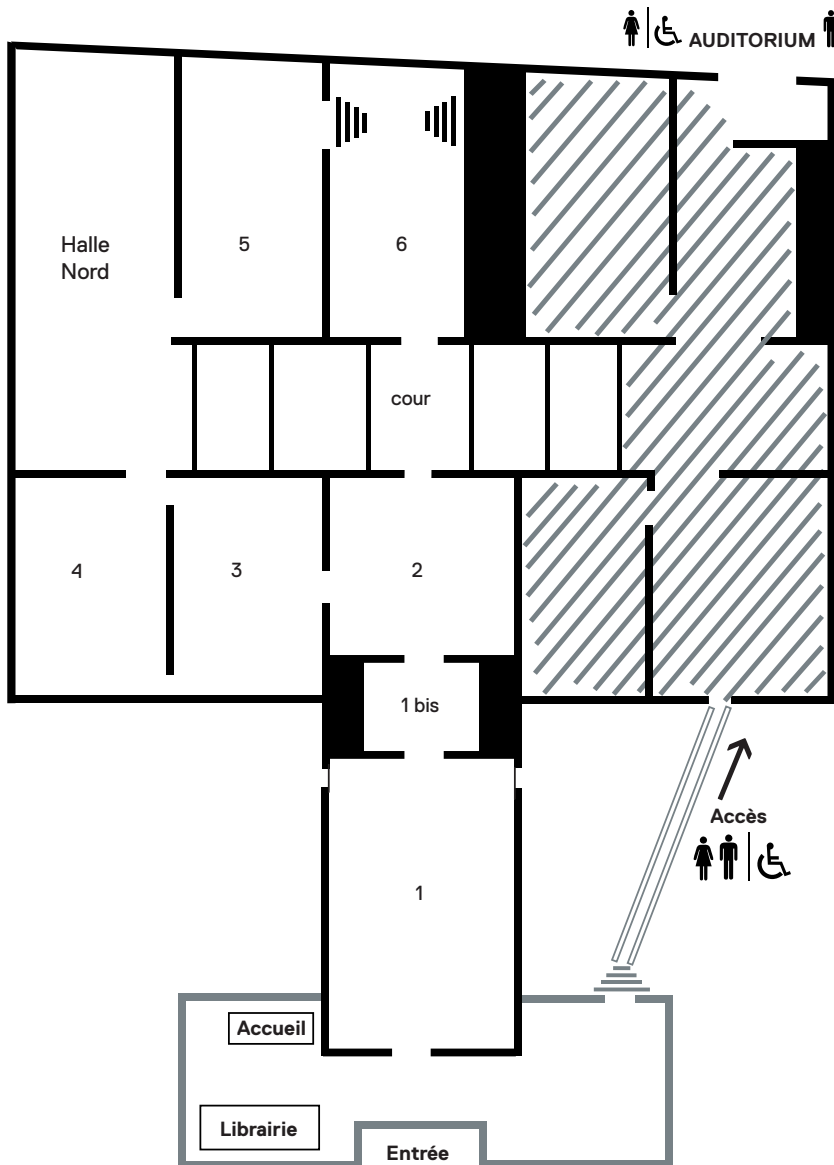 AUDITORIUM
Halle
Nord
5
6
cour
4
3
2
1 bis
Accès
1
Accueil
Librairie
Entrée